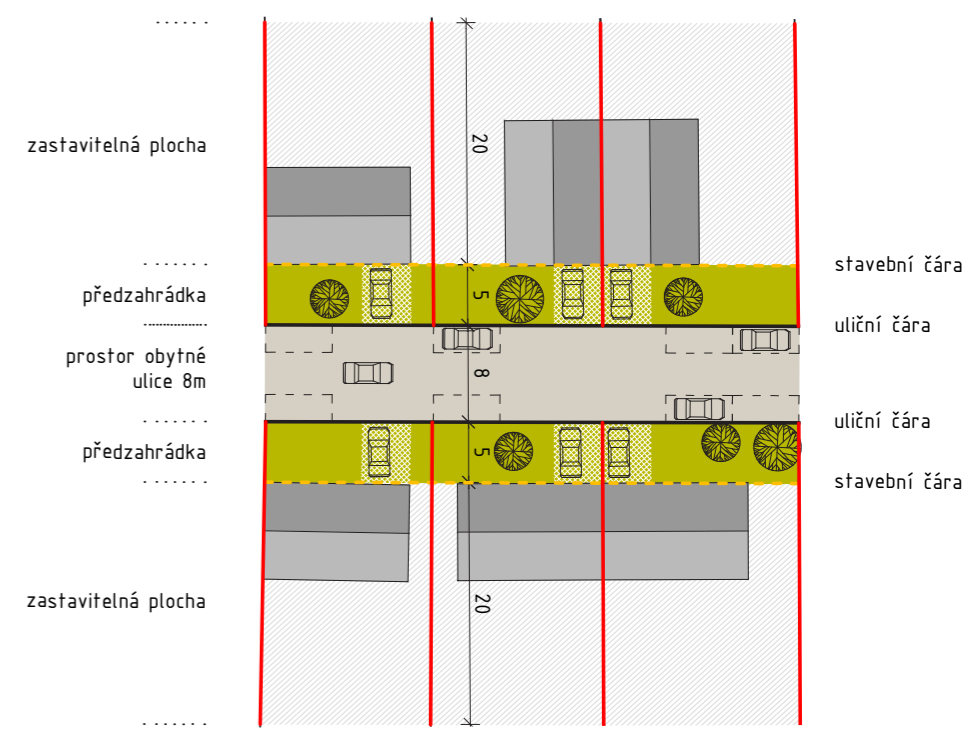 zastavitelná plocha
20
stavební čára
předzahrádka
5
uliční čára
prostor obytné
ulice 8m
8
uliční čára
předzahrádka
5
stavební čára
zastavitelná plocha
20